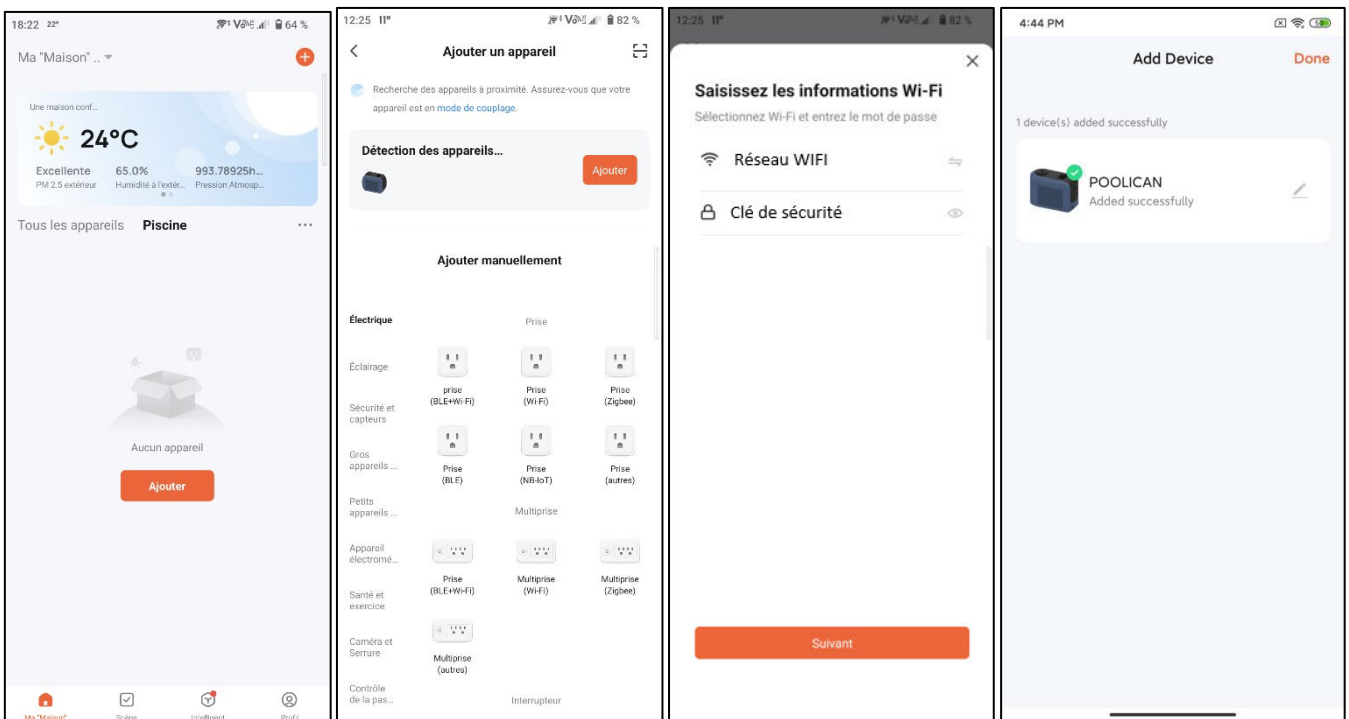 18:22 22°
64 %
Ma "Maison" ..
Une maison conf...
24°C
Excellente
65.0%
993.78925h...
PM 2.5 extérieur
Humidité à l'extér...
Pression Atmosp...
Tous les appareils
Piscine
Aucun appareil
Ajouter
Ma "Maison"
Scène
Intelligent
Profil
12:25 11°
82 %
Ajouter un appareil
Recherche des appareils à proximité. Assurez-vous que votre
appareil est en mode de couplage.
Détection des appareils...
Ajouter
Ajouter manuellement
Électrique
Éclairage
Sécurité et
capteurs
Gros
appareils ...
Petits
appareils ...
Appareil
électromé...
Santé et
exercice
Caméra et
Serrure
Contrôle
de la pas...
Prise
prise
(BLE+Wi-Fi)
Prise
(Wi-Fi)
Prise
(Zigbee)
Prise
(BLE)
Prise
(NB-IoT)
Prise
(autres)
Multiprise
Prise
(BLE+Wi-Fi)
Multiprise
(Wi-Fi)
Multiprise
(Zigbee)
Multiprise
(autres)
Interrupteur
12:25 11°
82 %
Saisissez les informations Wi-Fi
Sélectionnez Wi-Fi et entrez le mot de passe
Réseau WIFI
Clé de sécurité
Suivant
4:44 PM
Add Device
Done
1 device(s) added successfully
POOLICAN
Added successfully